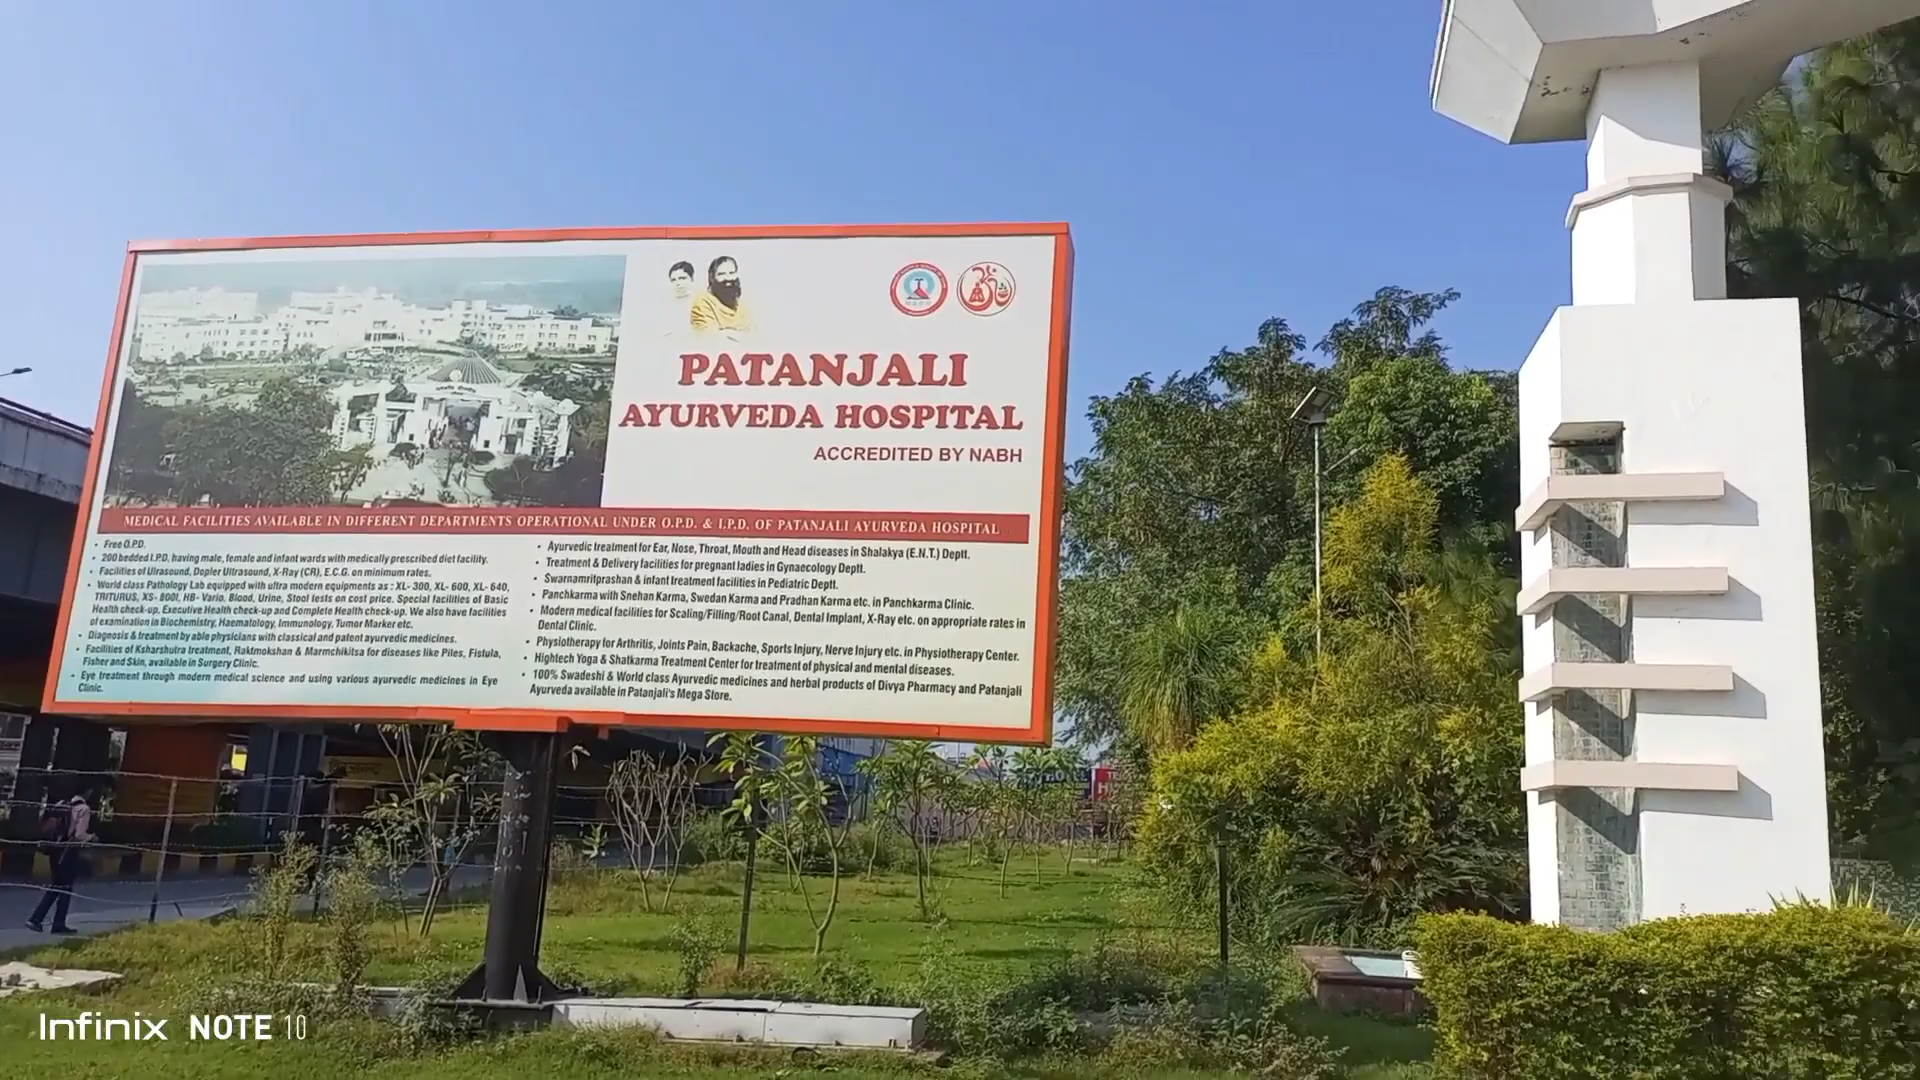 PATANJALI
AYURVEDA HOSPITAL
ACCREDITED BY NABH
MEDICAL FACILITIES AVAILABLE IN DIFFERENT DEPARTMENTS OPERATIONAL UNDER O.P.D. & I.P.D. OF PATANJALI AYURVEDA HOSPITAL
• Free O.P.D.
• 200 bedded I.P.D. having male, female and infant wards with medically prescribed diet facility.
• Facilities of Ulrasound, Dopler Ultrasound, X-Ray (CR), E.C.G. on minimum rates.
• World class Pathology Lab equipped with ultra modern equipments as : XL- 300, XL- 600, XL- 640,
TRITURUS, XS- 800I, HB- Vario. Blood, Urine, Stool tests on cost price. Special facilities of Basic
Health check-up, Executive Health check-up and Complete Health check-up. We also have facilities
of examination in Biochemistry, Haematology, Immunology, Tumor Marker etc.
• Diagnosis & treatment by able physicians with classical and patent ayurvedic medicines.
• Facilities of Ksharshutra treatment, Raktmokshan & Marmchikitsa for diseases like Piles, Fistula,
Fisher and Skin, available in Surgery Clinic.
• Eye treatment through modern medical science and using various ayurvedic medicines in Eye
Clinic.
• Ayurvedic treatment for Ear, Nose, Throat, Mouth and Head diseases in Shalakya (E.N.T.) Deptt.
• Treatment & Delivery facilities for pregnant ladies in Gynaecology Deptt.
• Swarnamritprashan & infant treatment facilities in Pediatric Deptt.
• Panchkarma with Snehan Karma, Swedan Karma and Pradhan Karma etc. in Panchkarma Clinic.
• Modern medical facilities for Scaling/Filling/Root Canal, Dental Implant, X-Ray etc. on appropriate rates in
Dental Clinic.
• Physiotherapy for Arthritis, Joints Pain, Backache, Sports Injury, Nerve Injury etc. in Physiotherapy Center.
• Hightech Yoga & Shatkarma Treatment Center for treatment of physical and mental diseases.
• 100% Swadeshi & World class Ayurvedic medicines and herbal products of Divya Pharmacy and Patanjali
Ayurveda available in Patanjali's Mega Store.
HOTEL
Infinix NOTE 10